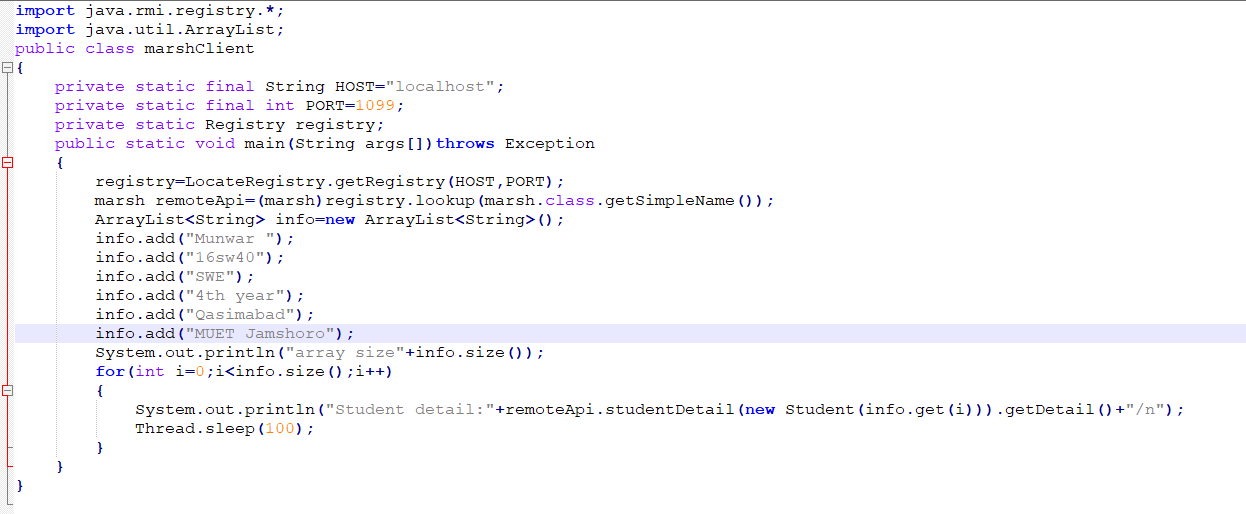 import java.rmi.registry.*;
import java.util.ArrayList;
public class marshClient
{
    private static final String HOST="localhost";
    private static final int PORT=1099;
    private static Registry registry;
    public static void main(String args[])throws Exception
    {
        registry=LocateRegistry.getRegistry(HOST,PORT);
        marsh remoteApi=(marsh)registry.lookup(marsh.class.getSimpleName());
        ArrayList<String> info=new ArrayList<String>();
        info.add("Munwar ");
        info.add("16sw40");
        info.add("SWE");
        info.add("4th year");
        info.add("Qasimabad");
        info.add("MUET Jamshoro");
        System.out.println("array size"+info.size());
        for(int i=0;i<info.size();i++)
        {
            System.out.println("Student detail:"+remoteApi.studentDetail(new Student(info.get(i))).getDetail()+"/n");
            Thread.sleep(100);
        }
    }
}